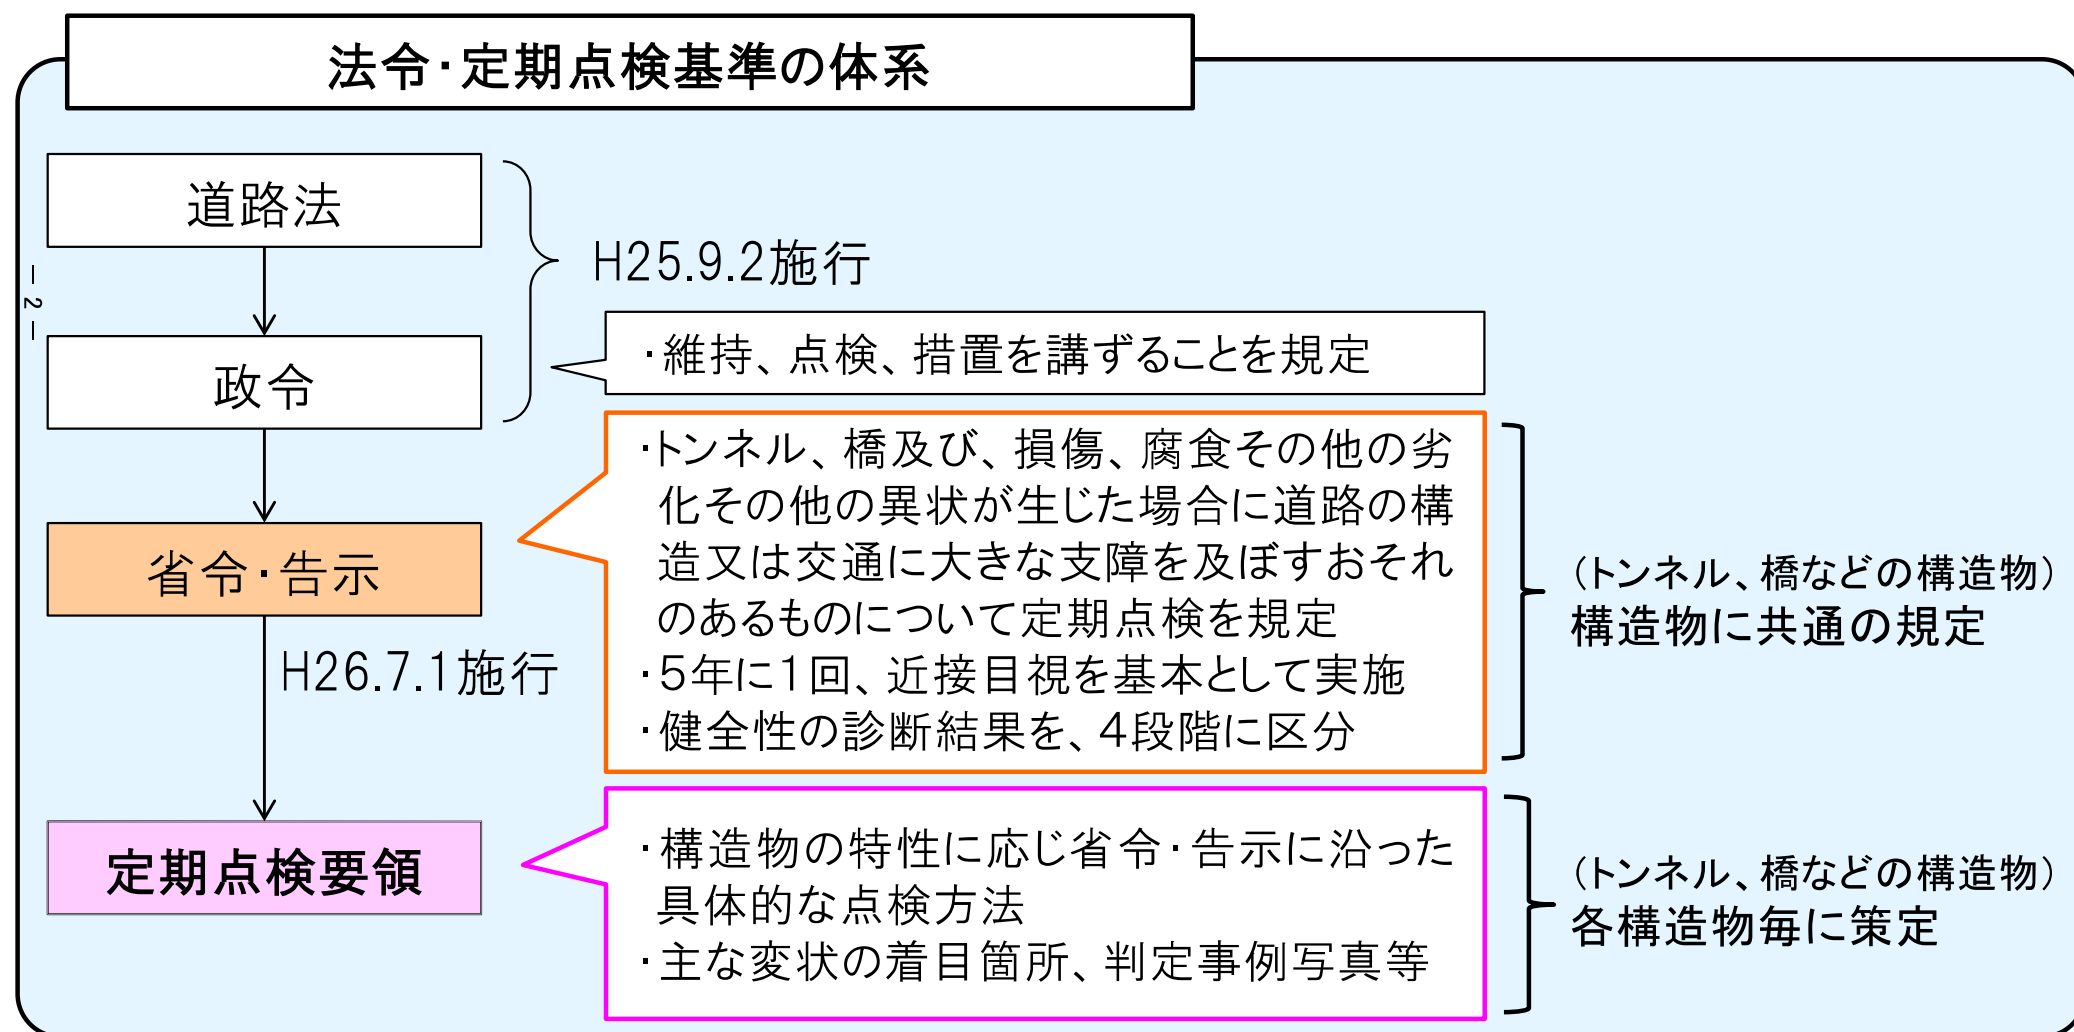 法令・定期点検基準の体系
道路法
H25.9.2施行
－2－
政令
・維持、点検、措置を講ずることを規定
省令・告示
・トンネル、橋及び、損傷、腐食その他の劣
化その他の異状が生じた場合に道路の構
造又は交通に大きな支障を及ぼすおそれ
のあるものについて定期点検を規定
・５年に１回、近接目視を基本として実施
・健全性の診断結果を、４段階に区分
（トンネル、橋などの構造物）
構造物に共通の規定
H26.7.1施行
定期点検要領
・構造物の特性に応じ省令・告示に沿った
具体的な点検方法
・主な変状の着目箇所、判定事例写真等
（トンネル、橋などの構造物）
各構造物毎に策定